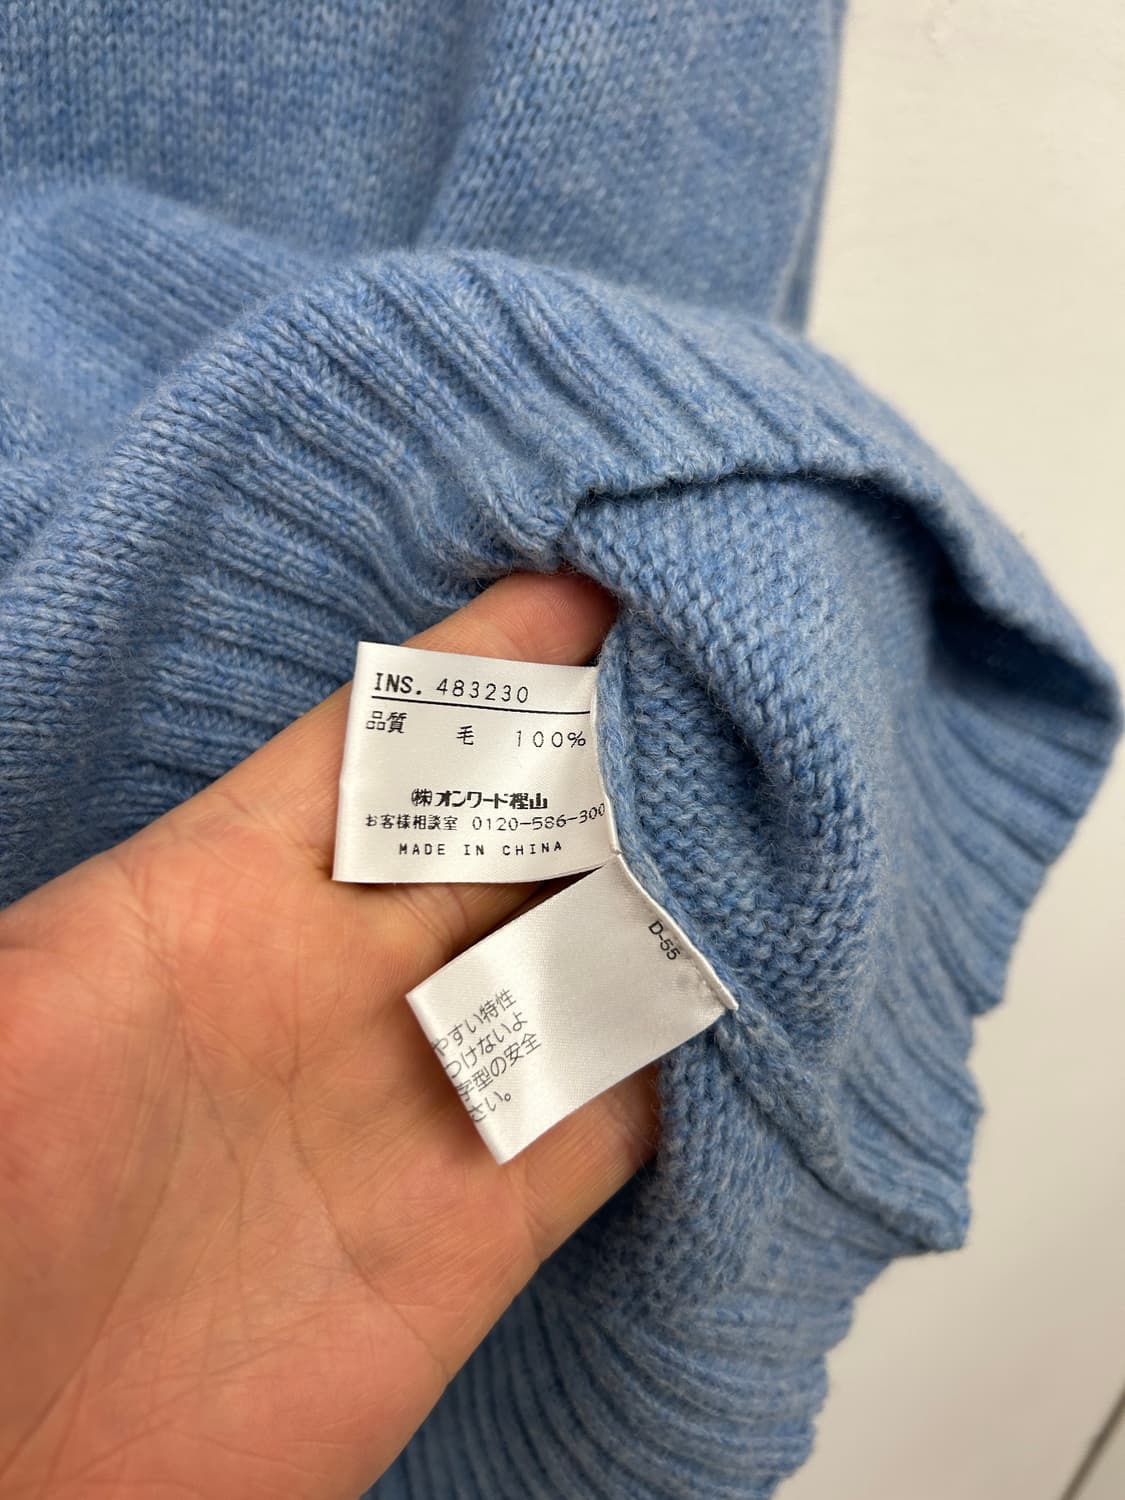 INS. 483230
品質 毛 100%
㈱オンワード樫山
お客様相談室 0120-586-300
MADE IN CHINA
D-55
やすい特性
つけないよ
字型の安全
さい。